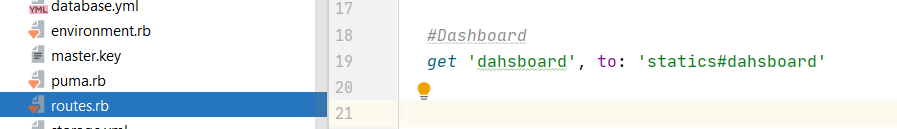 database.yml
environment.rb
master.key
puma.rb
routes.rb
17
18 #Dashboard
19 get 'dahsboard', to: 'statics#dahsboard'
20
21